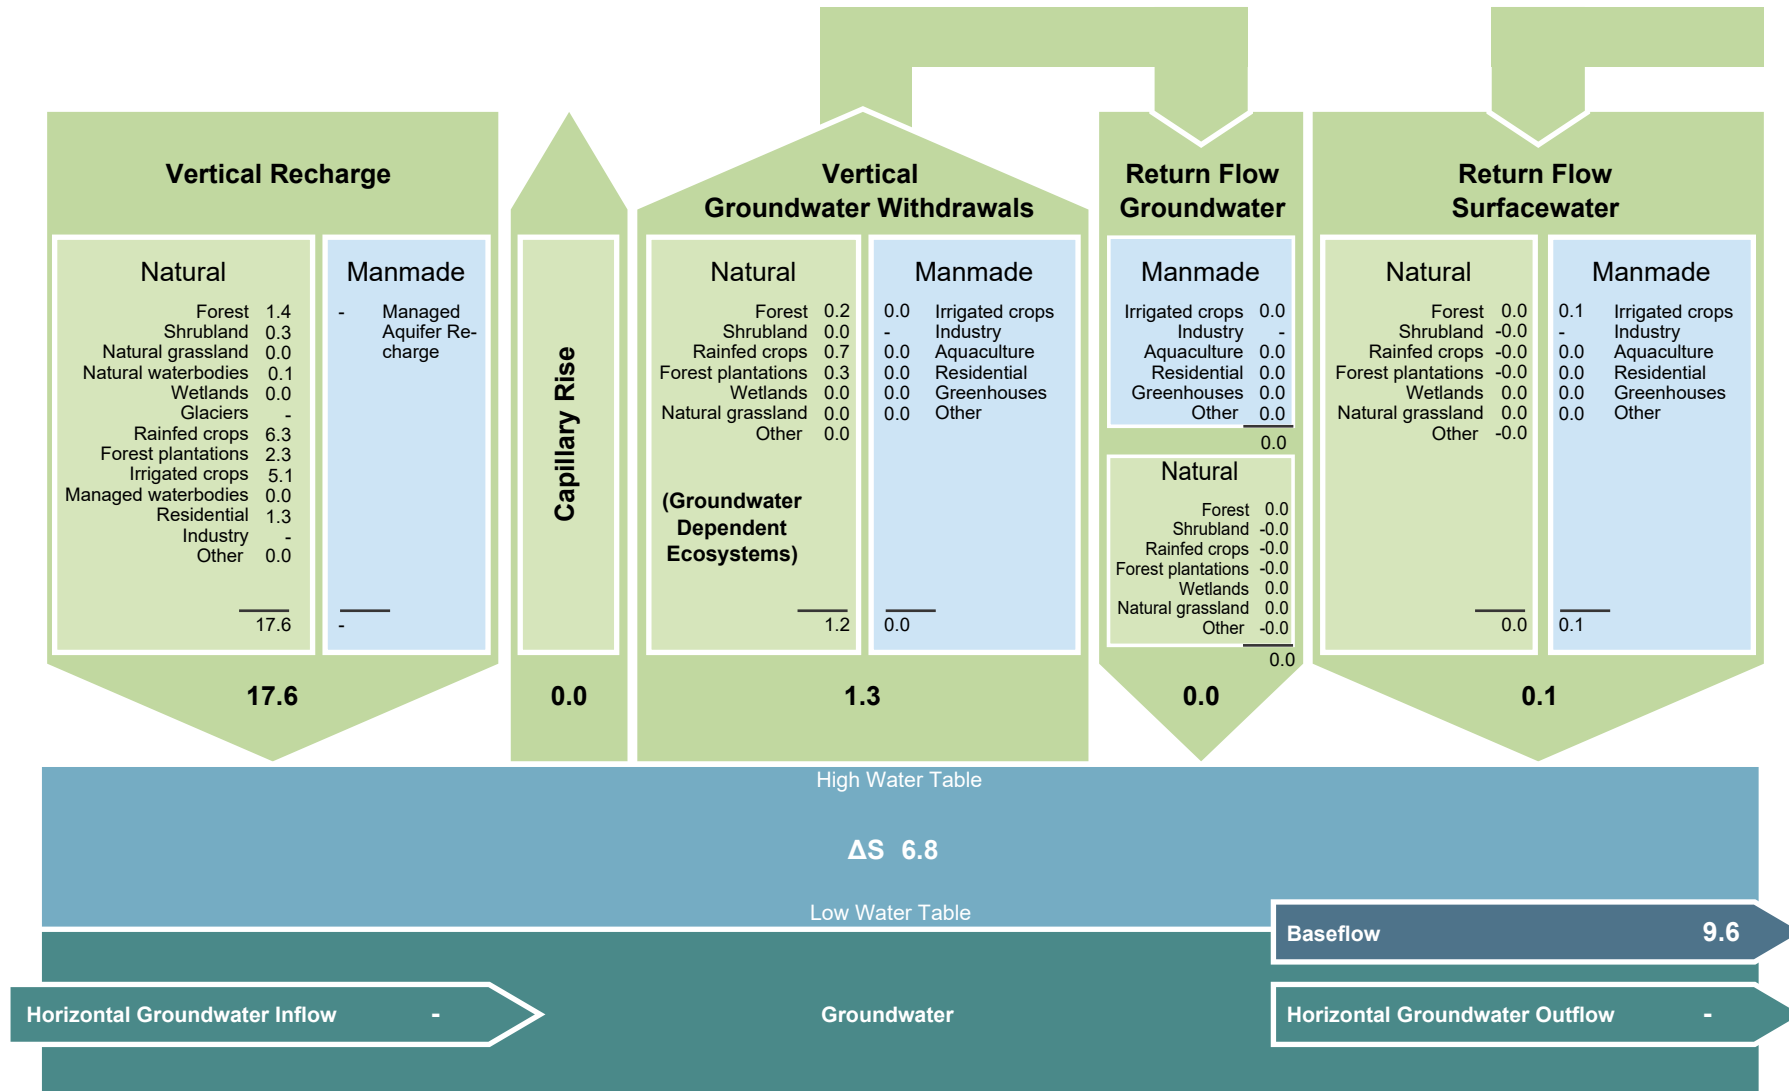 Vertical Recharge
Natural
Forest 1.4
Shrubland 0.3
Natural grassland 0.0
Natural waterbodies 0.1
Wetlands 0.0
Glaciers -
Rainfed crops 6.3
Forest plantations 2.3
Irrigated crops 5.1
Managed waterbodies 0.0
Residential 1.3
Industry -
Other 0.0
17.6
Manmade
- Managed
Aquifer Re-
charge
-
17.6
Capillary Rise
0.0
Vertical
Groundwater Withdrawals
Natural
Forest 0.2
Shrubland 0.0
Rainfed crops 0.7
Forest plantations 0.3
Wetlands 0.0
Natural grassland 0.0
Other 0.0
(Groundwater
Dependent
Ecosystems)
1.2
Manmade
0.0 Irrigated crops
- Industry
0.0 Aquaculture
0.0 Residential
0.0 Greenhouses
0.0 Other
0.0
1.3
Return Flow
Groundwater
Manmade
Irrigated crops 0.0
Industry -
Aquaculture 0.0
Residential 0.0
Greenhouses 0.0
Other 0.0
0.0
Natural
Forest 0.0
Shrubland -0.0
Rainfed crops -0.0
Forest plantations -0.0
Wetlands 0.0
Natural grassland 0.0
Other -0.0
0.0
0.0
Return Flow
Surfacewater
Natural
Forest 0.0
Shrubland -0.0
Rainfed crops -0.0
Forest plantations -0.0
Wetlands 0.0
Natural grassland 0.0
Other -0.0
0.0
Manmade
0.1 Irrigated crops
- Industry
0.0 Aquaculture
0.0 Residential
0.0 Greenhouses
0.0 Other
0.1
0.1
High Water Table
ΔS 6.8
Low Water Table
Baseflow 9.6
Horizontal Groundwater Inflow -
Groundwater
Horizontal Groundwater Outflow -